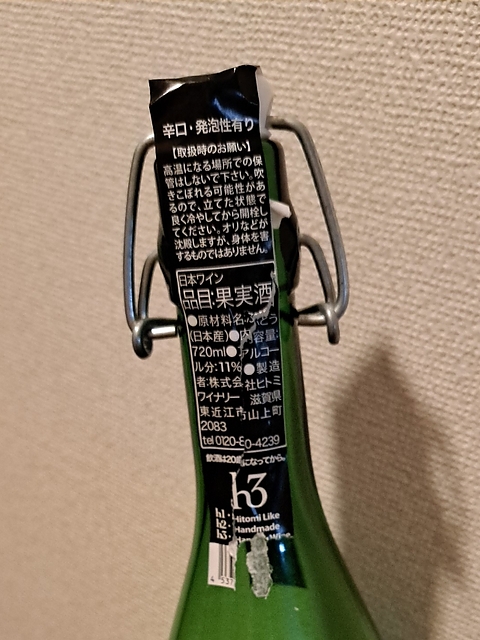 辛口・発泡性有り
【取扱時のお願い】
高温になる場所での保
管はしないで下さい。吹
きこぼれる可能性があ
るので、立てた状態で
良く冷やしてから開栓し
てください。オリなどが
沈殿しますが、身体を害
するものではありません。
日本ワイン
品目:果実酒
●原材料名:ぶどう
(日本産)●内容量:
720ml●アルコー
ル分:11%●製造
者:株式会社ヒトミ
ワイナリー 滋賀県
東近江市山上町
2083
tel 0120-80-4239
飲酒は20歳になってから。
h3
h1・
h2・
h3・
Hitomi Like
Handmade
Wine.
4 537